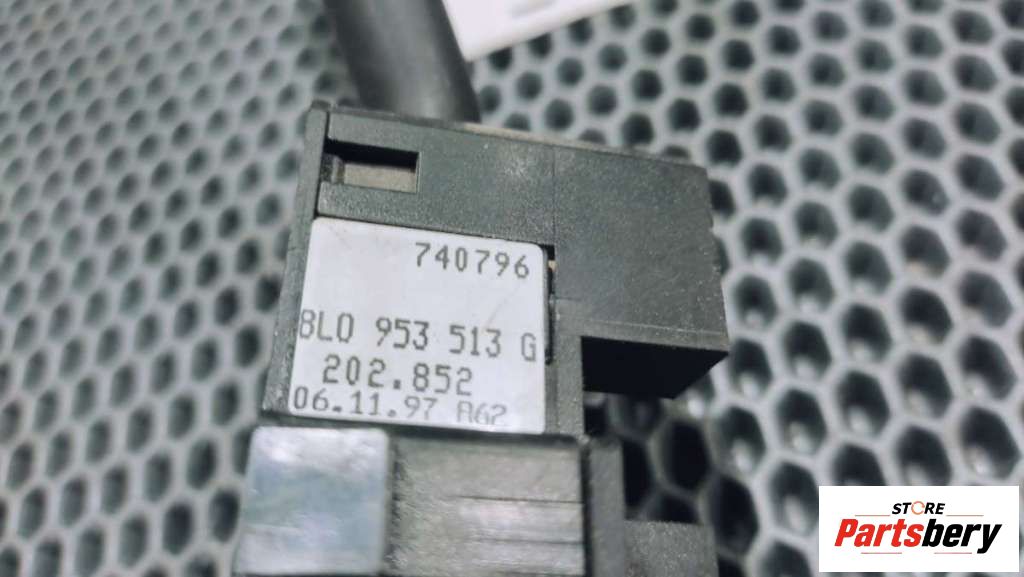 740796
8L0 953 513 G
202.852
06.11.97 A62
STORE
Partsbery